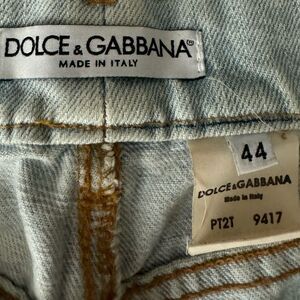 DOLCE & GABBANA®
MADE IN ITALY
44
DOLCE&GABBANA
Made in Italy
PT2T 9417